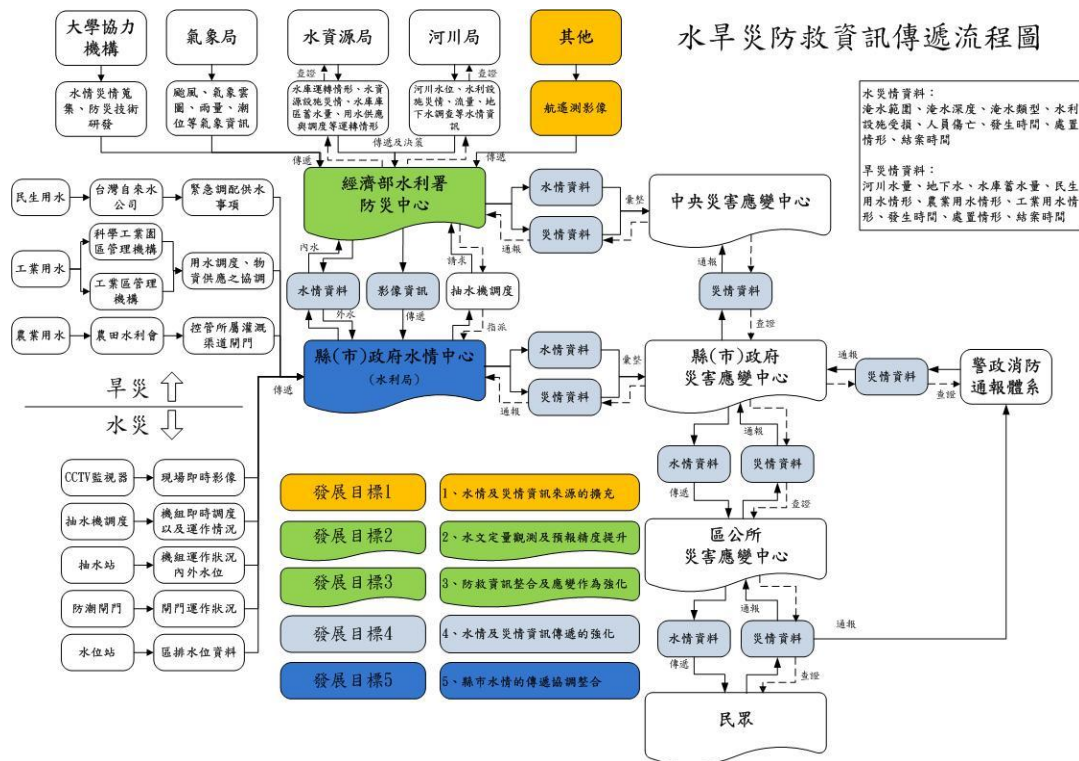 水旱災防救資訊傳遞流程圖
大學協力
機構
氣象局
水資源局
河川局
其他
查證
查證
水情災情蒐
集、防災技術
研發
颱風、氣象雲
圖、雨量、潮
位等氣象資訊
水庫運轉情形、水資
源設施災情、水庫庫
區蓄水量、用水供應
與調度等運轉情形
河川水位、水利設
施災情、流量、地
下水調查等水情資
訊
航遙測影像
水災情資料：
淹水範圍、淹水深度、淹水類型、水利
設施受損、人員傷亡、發生時間、處置
情形、結案時間
旱災情資料：
河川水量、地下水、水庫蓄水量、民生
用水情形、農業用水情形、工業用水情
形、發生時間、處置情形、結案時間
傳遞
傳遞及決策
傳遞
經濟部水利署
防災中心
水情資料
災情資料
彙整
通報
中央災害應變中心
民生用水
台灣自來水
公司
緊急調配供水
事項
工業用水
科學工業園
區管理機構
工業區管理
機構
用水調度、物
資供應之協調
農業用水
農田水利會
控管所屬灌溉
渠道閘門
內水
請求
水情資料
影像資訊
抽水機調度
外水
傳遞
指派
通報
災情資料
查證
旱災
水災
傳遞
縣(市)政府水情中心
(水利局)
水情資料
災情資料
彙整
通報
縣(市)政府
災害應變中心
通報
災情資料
查證
警政消防
通報體系
CCTV監視器
現場即時影像
抽水機調度
機組即時調度
以及運作情況
抽水站
機組運作狀況
內外水位
防潮閘門
閘門運作狀況
水位站
區排水位資料
通報
水情資料
災情資料
傳遞
查證
區公所
災害應變中心
通報
水情資料
災情資料
通報
傳遞
查證
民眾
發展目標1
1、水情及災情資訊來源的擴充
發展目標2
2、水文定量觀測及預報精度提升
發展目標3
3、防救資訊整合及應變作為強化
發展目標4
4、水情及災情資訊傳遞的強化
發展目標5
5、縣市水情的傳遞協調整合